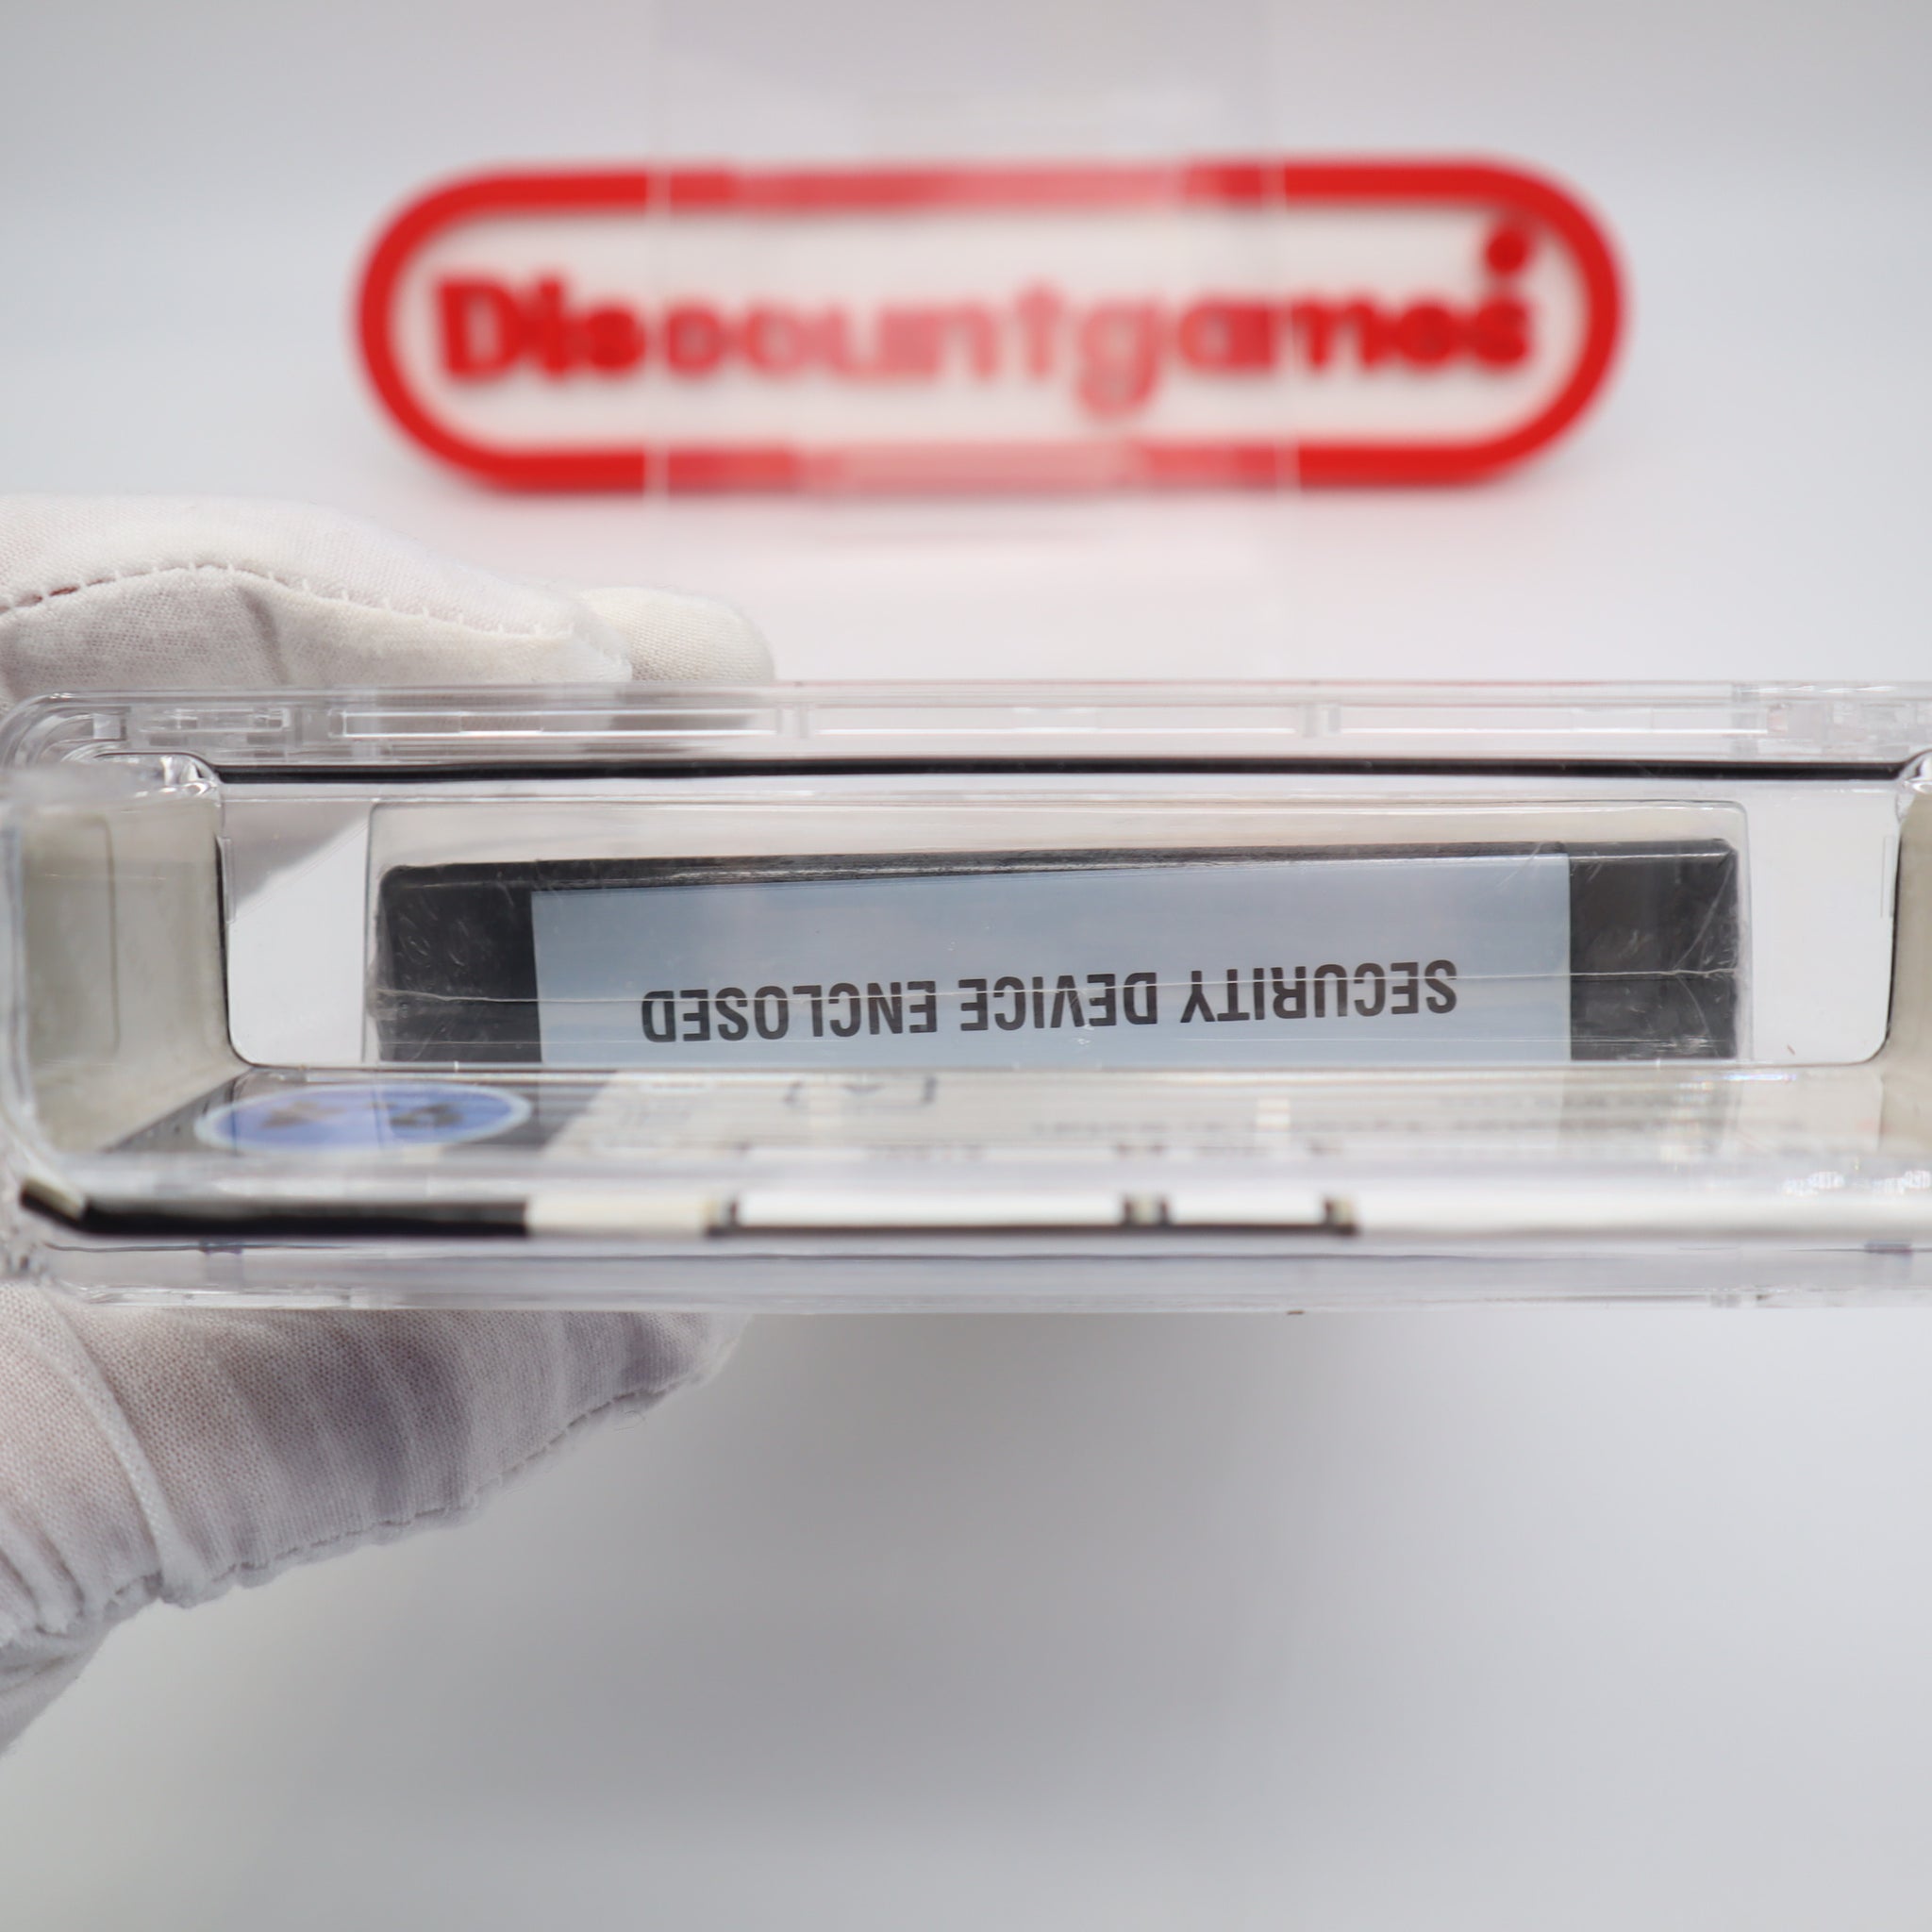 Discountgames
SECURITY DEVICE ENCLOSED